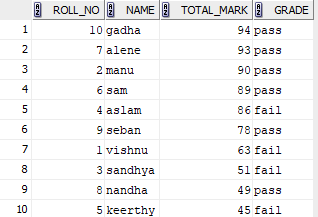 ROLL_NO NAME TOTAL_MARK GRADE
1 10 gadha 94 pass
2 7 alene 93 pass
3 2 manu 90 pass
4 6 sam 89 pass
5 4 aslam 86 fail
6 9 seban 78 pass
7 1 vishnu 63 fail
8 3 sandhya 51 fail
9 8 nandha 49 pass
10 5 keerthy 45 fail